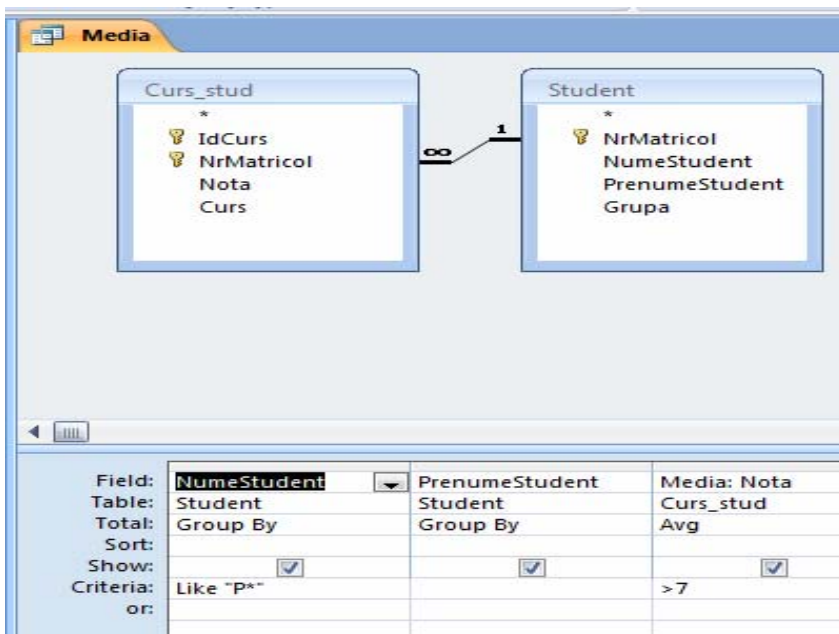 Media
Curs_stud
*
IdCurs
NrMatricol
Nota
Curs
∞ 1
Student
*
NrMatricol
NumeStudent
PrenumeStudent
Grupa
Field: NumeStudent PrenumeStudent Media: Nota
Table: Student Student Curs_stud
Total: Group By Group By Avg
Sort:
Show:
Criteria: Like "P*" >7
or: